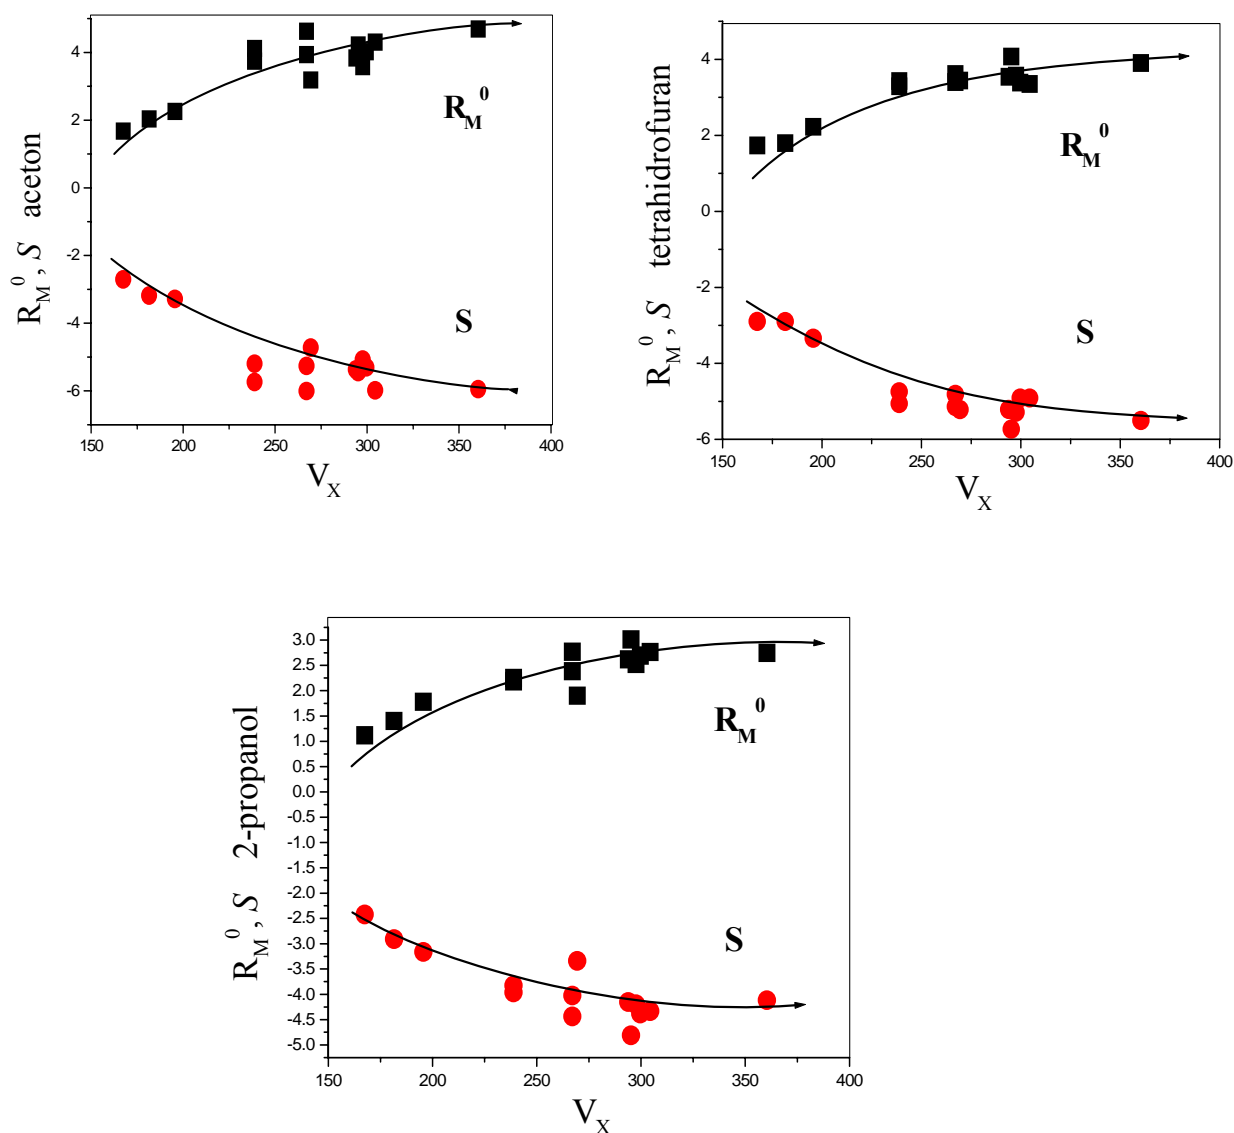 R_M^0, S aceton
4
2
0
-2
-4
-6
R_M^0
S
150 200 250 300 350 400
V_X
R_M^0, S tetrahidrofuran
4
2
0
-2
-4
-6
R_M^0
S
150 200 250 300 350 400
V_X
R_M^0, S 2-propanol
3.0
2.5
2.0
1.5
1.0
0.5
0.0
-0.5
-1.0
-1.5
-2.0
-2.5
-3.0
-3.5
-4.0
-4.5
-5.0
R_M^0
S
150 200 250 300 350 400
V_X